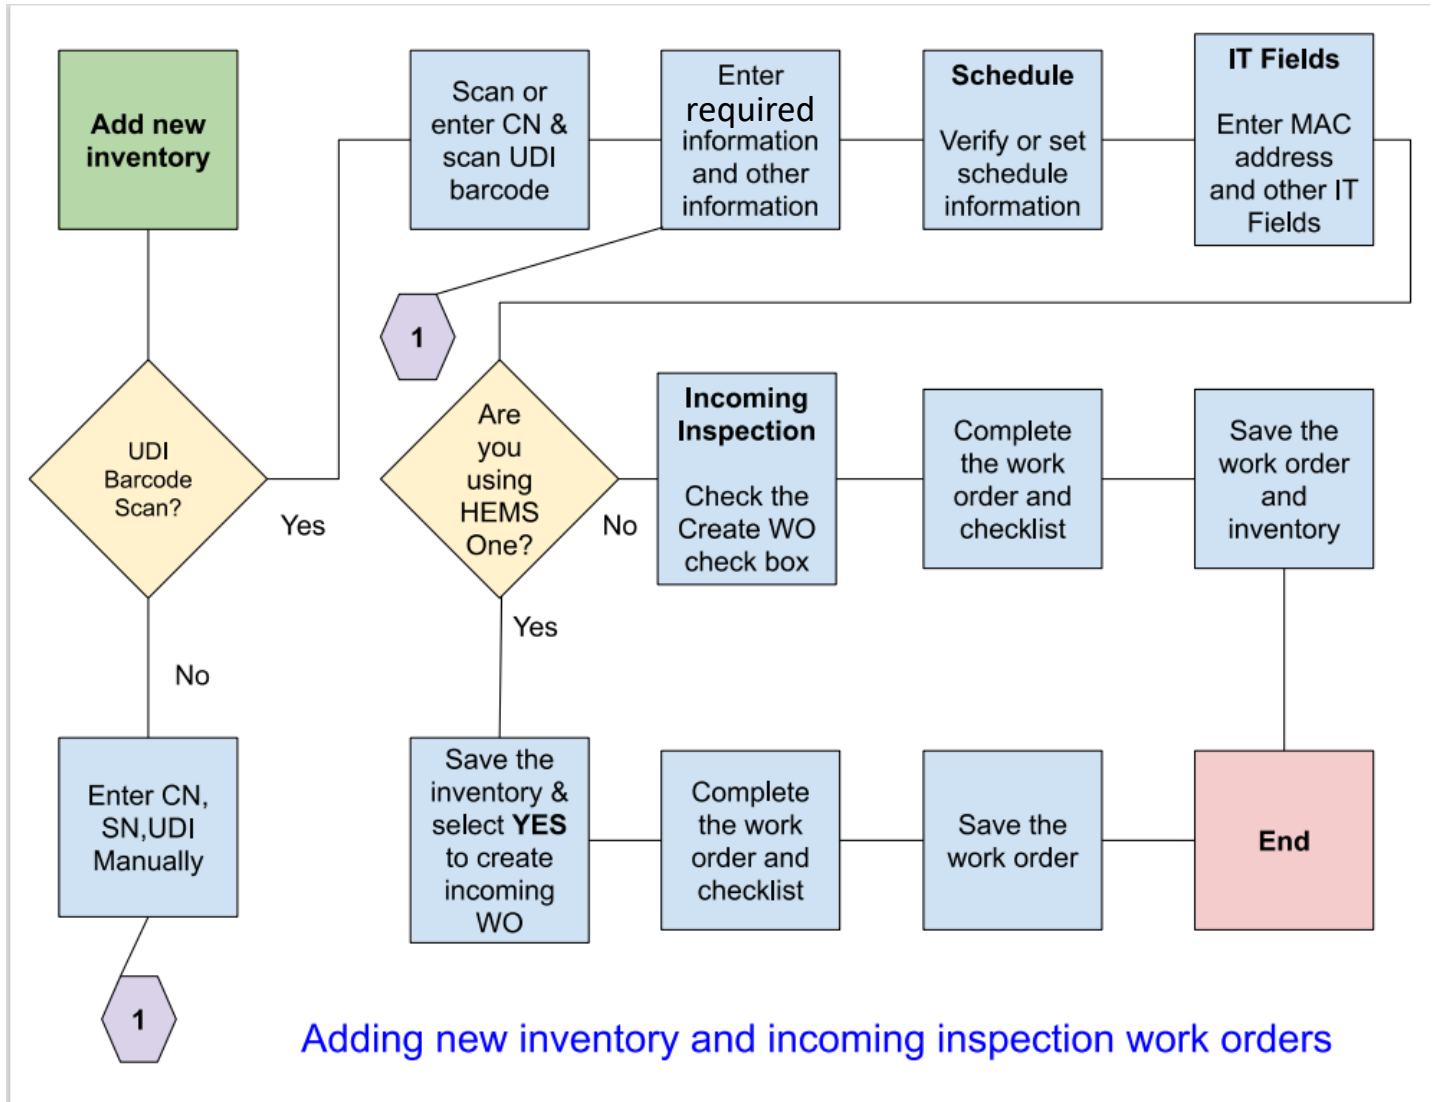 Add new
inventory
Scan or
enter CN &
scan UDI
barcode
Enter
required
information
and other
information
Schedule
Verify or set
schedule
information
IT Fields
Enter MAC
address
and other IT
Fields
1
UDI
Barcode
Scan?
Yes
No
Are
you
using
HEMS
One?
No
Yes
Incoming
Inspection
Check the
Create WO
check box
Complete
the work
order and
checklist
Save the
work order
and
inventory
Enter CN,
SN,UDI
Manually
Save the
inventory &
select YES
to create
incoming
WO
Complete
the work
order and
checklist
Save the
work order
End
1
Adding new inventory and incoming inspection work orders